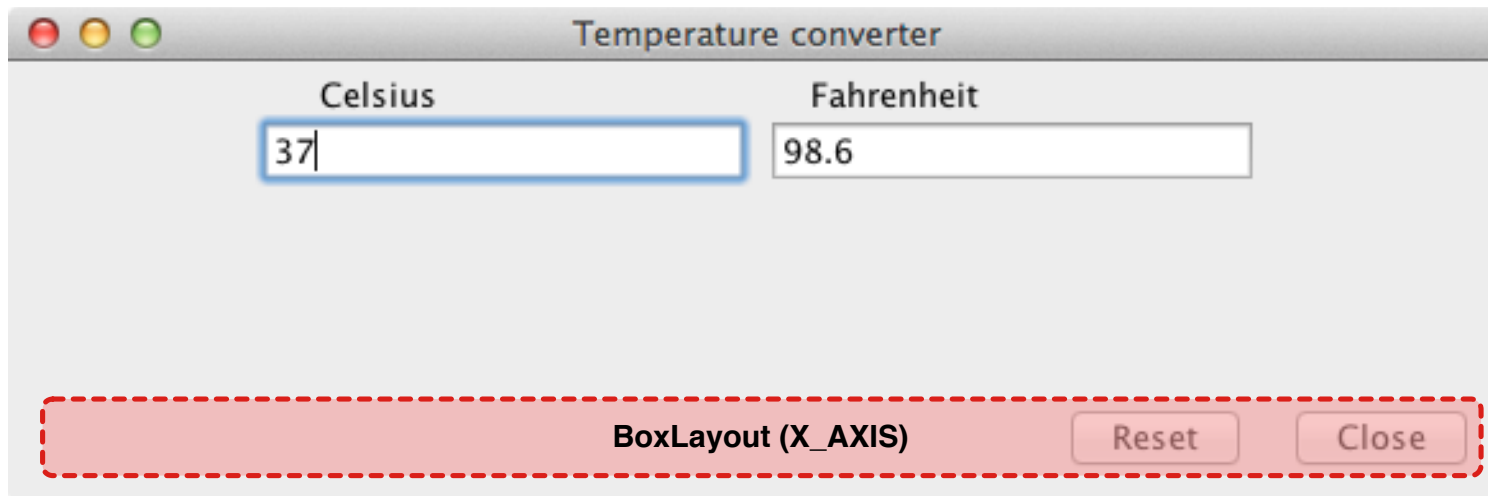 Temperature converter
Celsius Fahrenheit
37 98.6
BoxLayout (X_AXIS) Reset Close